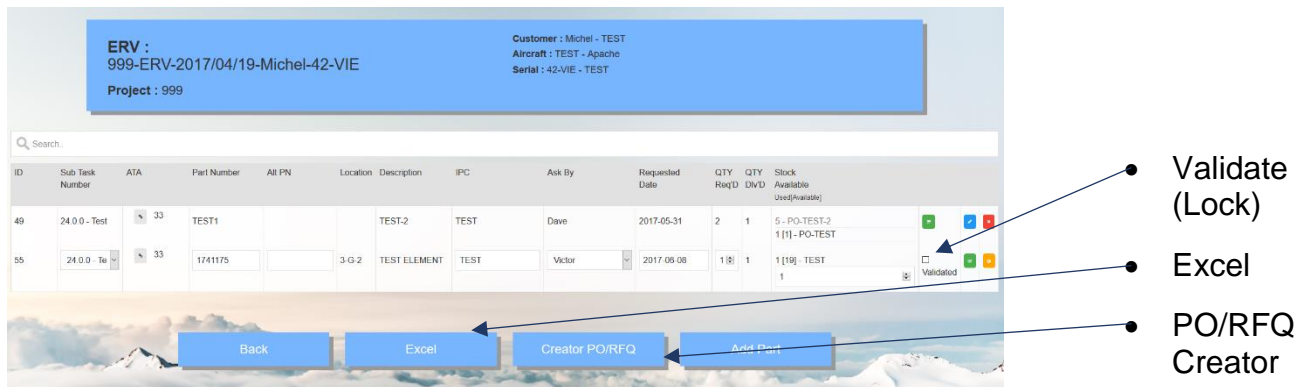 ERV :
999-ERV-2017/04/19-Michel-42-VIE
Project : 999
Customer : Michel - TEST
Aircraft : TEST - Apache
Serial : 42-VIE - TEST
Search..
ID Sub Task Number ATA Part Number Alt PN Location Description IPC Ask By Requested Date QTY Req'D QTY Dlv'D Stock Available Used[Available]
49 24.0.0 - Test 33 TEST1 TEST-2 TEST Dave 2017-05-31 2 1 5 - PO-TEST-2
1 [1] - PO-TEST
55 24.0.0 - Te 33 1741175 3-G-2 TEST ELEMENT TEST Victor 2017-06-08 1 1 1 [19] - TEST
1 Validated
Back Excel Creator PO/RFQ Add Part
• Validate
(Lock)
• Excel
• PO/RFQ
Creator